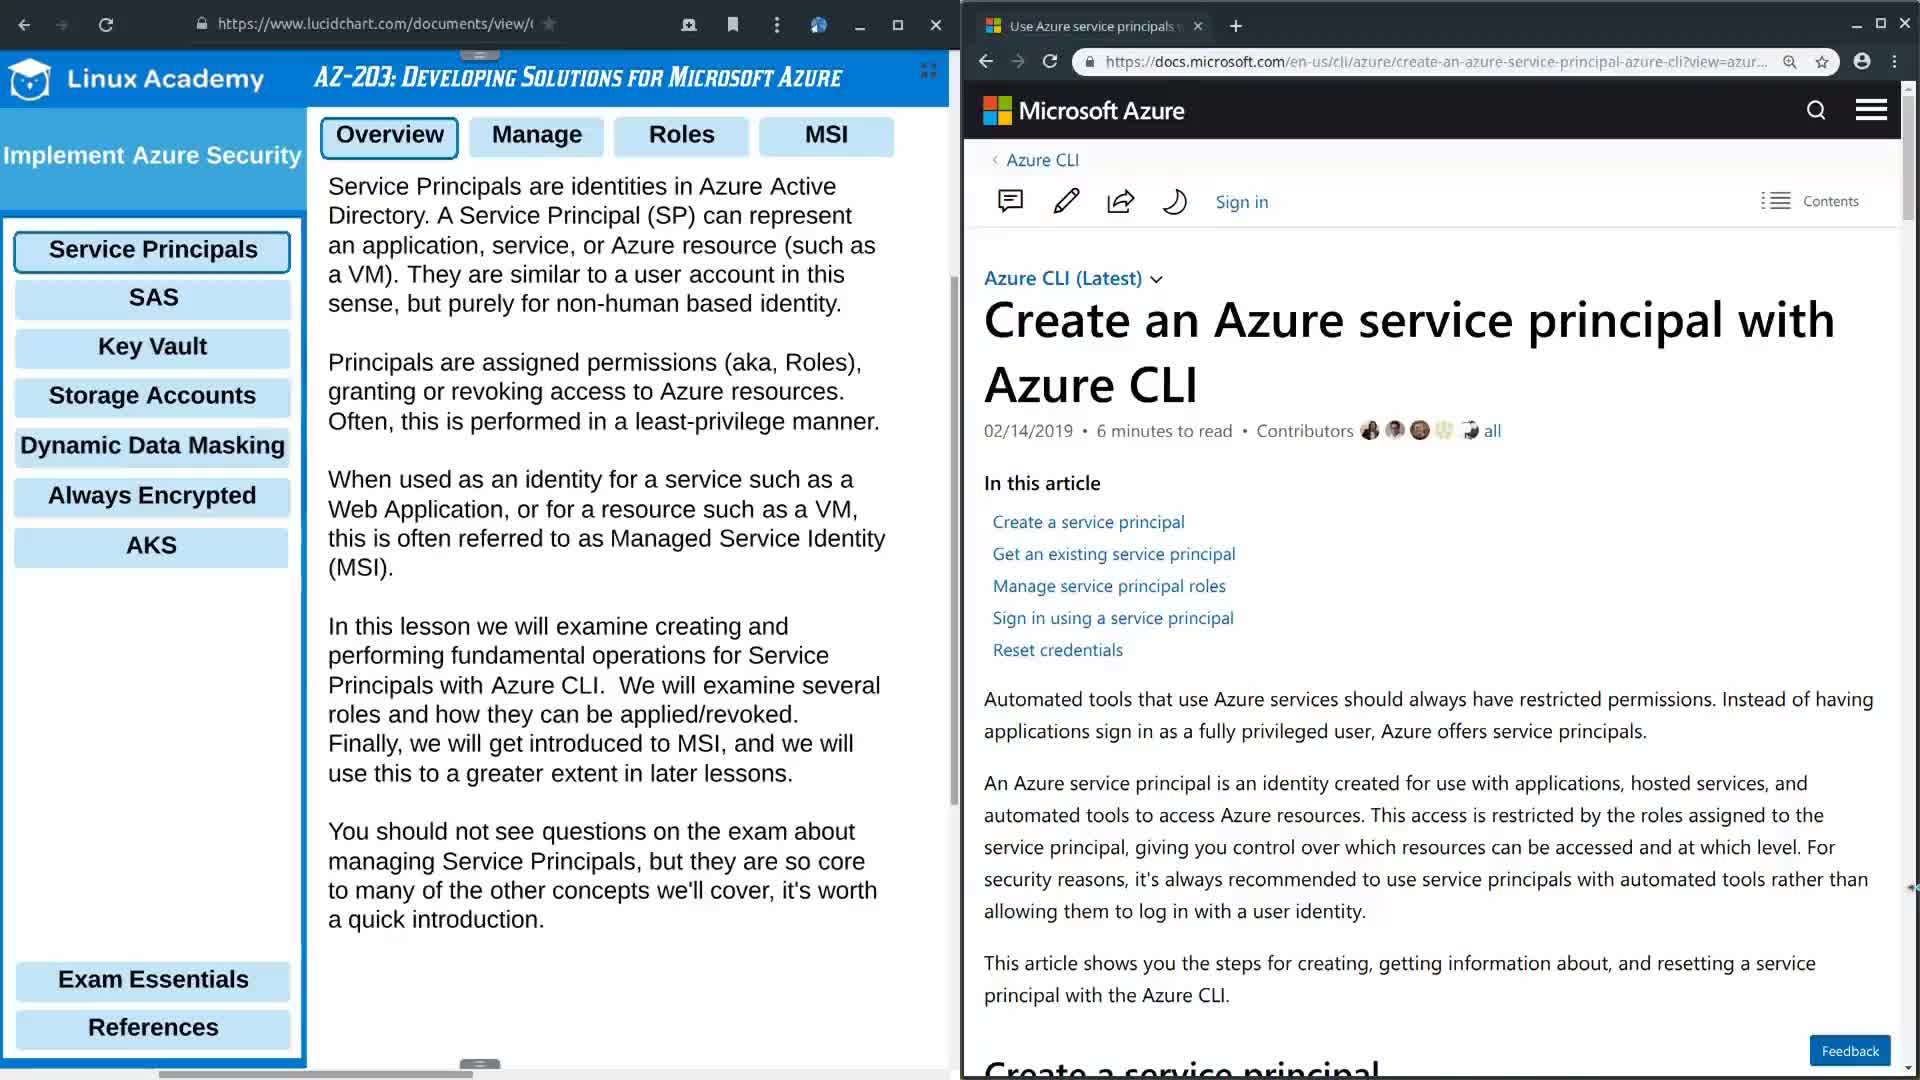 https://www.lucidchart.com/documents/view/
Linux Academy
AZ-203: Developing Solutions for Microsoft Azure
Implement Azure Security
Service Principals
SAS
Key Vault
Storage Accounts
Dynamic Data Masking
Always Encrypted
AKS
Exam Essentials
References
Overview
Manage
Roles
MSI
Service Principals are identities in Azure Active
Directory. A Service Principal (SP) can represent
an application, service, or Azure resource (such as
a VM). They are similar to a user account in this
sense, but purely for non-human based identity.
Principals are assigned permissions (aka, Roles),
granting or revoking access to Azure resources.
Often, this is performed in a least-privilege manner.
When used as an identity for a service such as a
Web Application, or for a resource such as a VM,
this is often referred to as Managed Service Identity
(MSI).
In this lesson we will examine creating and
performing fundamental operations for Service
Principals with Azure CLI.  We will examine several
roles and how they can be applied/revoked.
Finally, we will get introduced to MSI, and we will
use this to a greater extent in later lessons.
You should not see questions on the exam about
managing Service Principals, but they are so core
to many of the other concepts we'll cover, it's worth
a quick introduction.
Use Azure service principals
https://docs.microsoft.com/en-us/cli/azure/create-an-azure-service-principal-azure-cli?view=azur...
Microsoft Azure
Azure CLI
Sign in
Contents
Azure CLI (Latest)
Create an Azure service principal with
Azure CLI
02/14/2019 • 6 minutes to read • Contributors all
In this article
Create a service principal
Get an existing service principal
Manage service principal roles
Sign in using a service principal
Reset credentials
Automated tools that use Azure services should always have restricted permissions. Instead of having
applications sign in as a fully privileged user, Azure offers service principals.
An Azure service principal is an identity created for use with applications, hosted services, and
automated tools to access Azure resources. This access is restricted by the roles assigned to the
service principal, giving you control over which resources can be accessed and at which level. For
security reasons, it's always recommended to use service principals with automated tools rather than
allowing them to log in with a user identity.
This article shows you the steps for creating, getting information about, and resetting a service
principal with the Azure CLI.
Create a service principal
Feedback